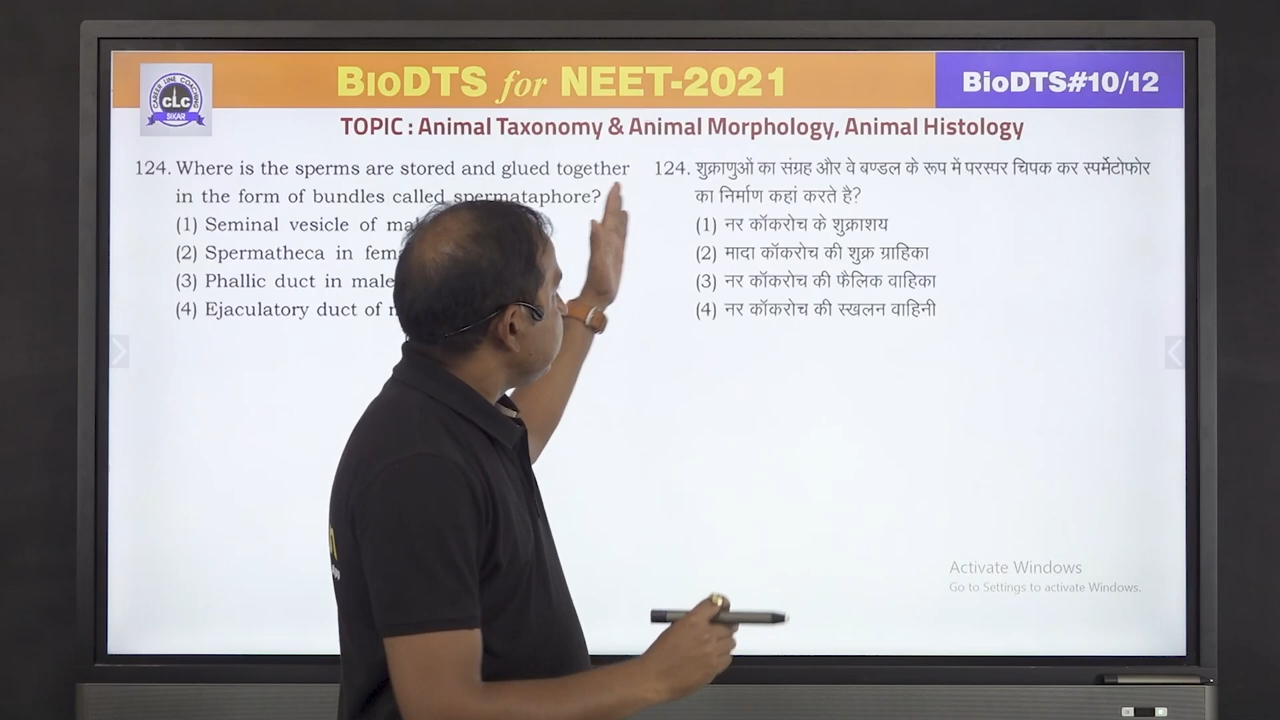 BIODTS for NEET-2021
BioDTS#10/12
CAREER LINE COACHING
CLC
SIKAR
TOPIC : Animal Taxonomy & Animal Morphology, Animal Histology
124. Where is the sperms are stored and glued together
in the form of bundles called spermataphore?
(1) Seminal vesicle of
(2) Spermatheca in
(3) Phallic duct in male
(4) Ejaculatory duct of
124. शुक्राणुओं का संग्रह और वे बण्डल के रूप में परस्पर चिपक कर स्पर्मेटोफोर
का निर्माण कहां करते है?
(1) नर कॉकरोच के शुक्राशय
(2) मादा कॉकरोच की शुक्र ग्राहिका
(3) नर कॉकरोच की फैलिक वाहिका
(4) नर कॉकरोच की स्खलन वाहिनी
Activate Windows
Go to Settings to activate Windows.